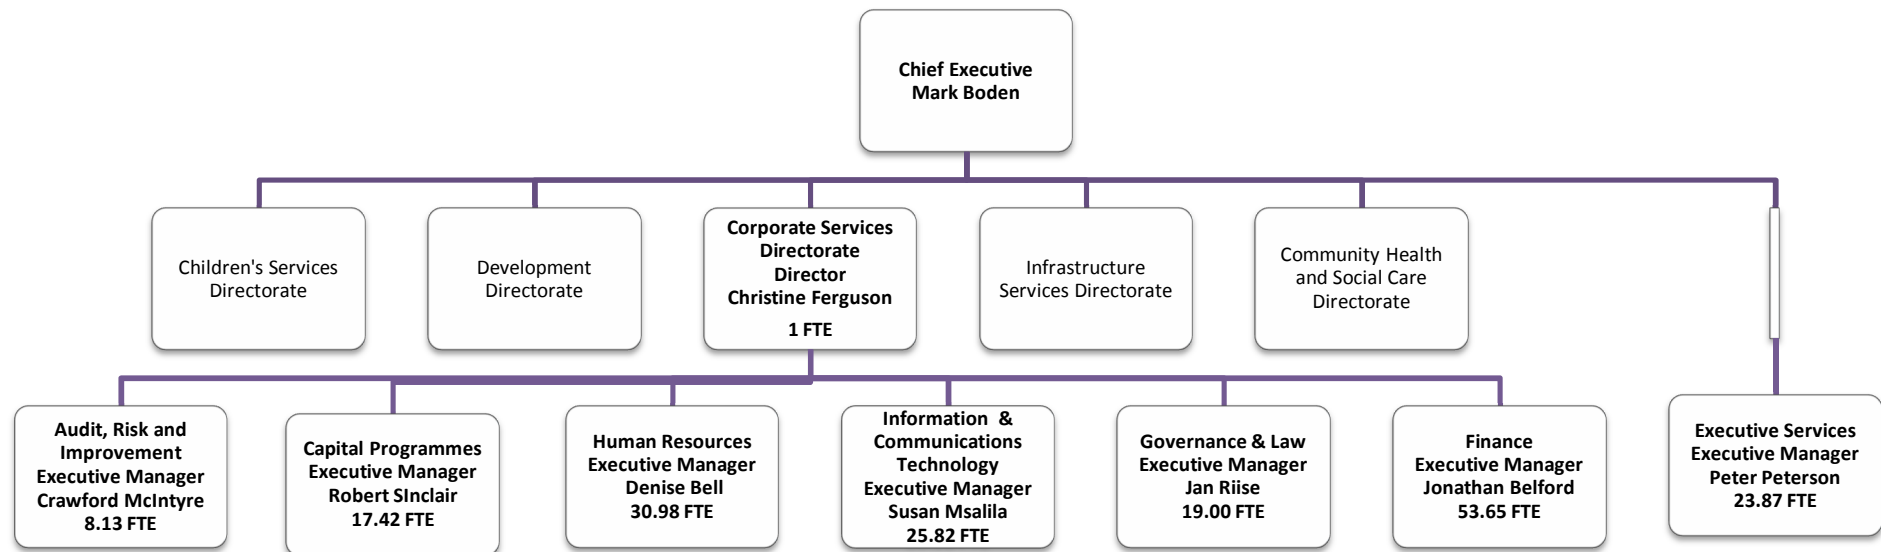 Chief Executive
Mark Boden
Children's Services
Directorate
Development
Directorate
Corporate Services
Directorate
Director
Christine Ferguson
1 FTE
Infrastructure
Services Directorate
Community Health
and Social Care
Directorate
Audit, Risk and
Improvement
Executive Manager
Crawford McIntyre
8.13 FTE
Capital Programmes
Executive Manager
Robert SInclair
17.42 FTE
Human Resources
Executive Manager
Denise Bell
30.98 FTE
Information &
Communications
Technology
Executive Manager
Susan Msalila
25.82 FTE
Governance & Law
Executive Manager
Jan Riise
19.00 FTE
Finance
Executive Manager
Jonathan Belford
53.65 FTE
Executive Services
Executive Manager
Peter Peterson
23.87 FTE